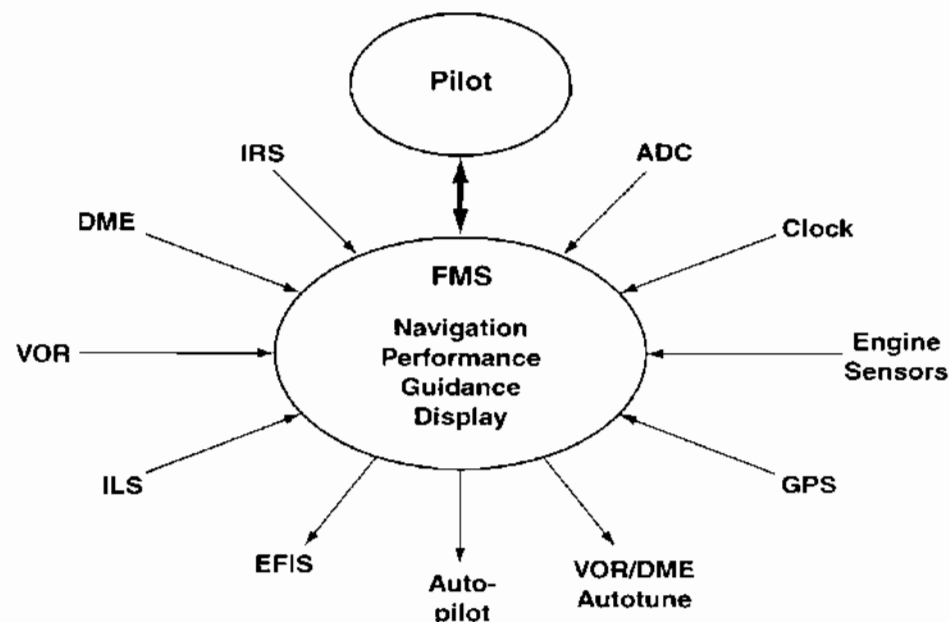 Pilot
IRS
ADC
DME
Clock
FMS
Navigation
Performance
Guidance
Display
VOR
Engine
Sensors
ILS
GPS
EFIS
Auto-
pilot
VOR/DME
Autotune